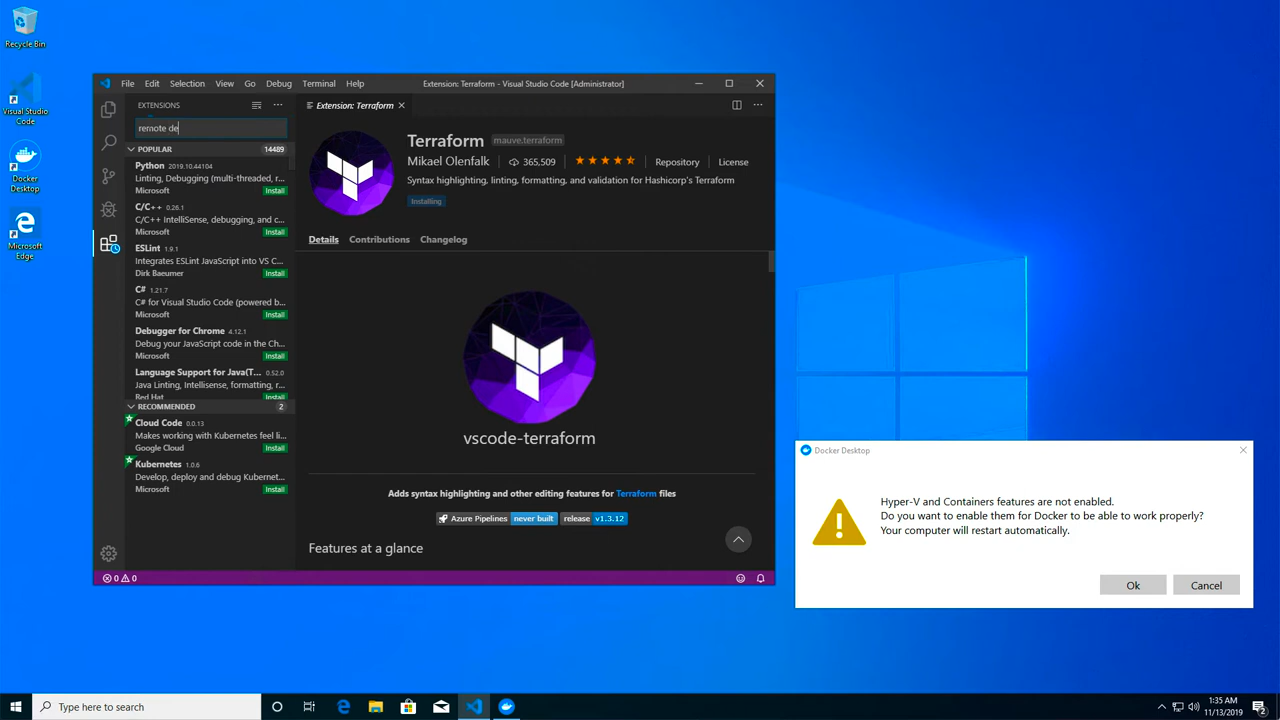 Recycle Bin
Visual Studio
Code
Docker
Desktop
Microsoft
Edge
File Edit Selection View Go Debug Terminal Help
Extension: Terraform - Visual Studio Code [Administrator]
EXTENSIONS
remote de
POPULAR 14489
Python 2019.10.44104
Linting, Debugging (multi-threaded, r...
Microsoft Install
C/C++ 0.26.1
C/C++ IntelliSense, debugging, and c...
Microsoft Install
ESLint 1.9.1
Integrates ESLint JavaScript into VS C...
Dirk Baeumer Install
C# 1.21.7
C# for Visual Studio Code (powered b...
Microsoft Install
Debugger for Chrome 4.12.1
Debug your JavaScript code in the Ch...
Microsoft Install
Language Support for Java(T... 0.52.0
Java Linting, Intellisense, formatting, r...
Red Hat Install
RECOMMENDED 2
Cloud Code 0.0.13
Makes working with Kubernetes feel li...
Google Cloud Install
Kubernetes 1.0.6
Develop, deploy and debug Kubernet...
Microsoft Install
Extension: Terraform
Terraform mauve.terraform
Mikael Olenfalk 365,509 Repository License
Syntax highlighting, linting, formatting, and validation for Hashicorp's Terraform
Installing
Details Contributions Changelog
vscode-terraform
Adds syntax highlighting and other editing features for Terraform files
Azure Pipelines never built release v1.3.12
Features at a glance
0 0
Docker Desktop
Hyper-V and Containers features are not enabled.
Do you want to enable them for Docker to be able to work properly?
Your computer will restart automatically.
Ok Cancel
Type here to search
1:35 AM
11/13/2019
2